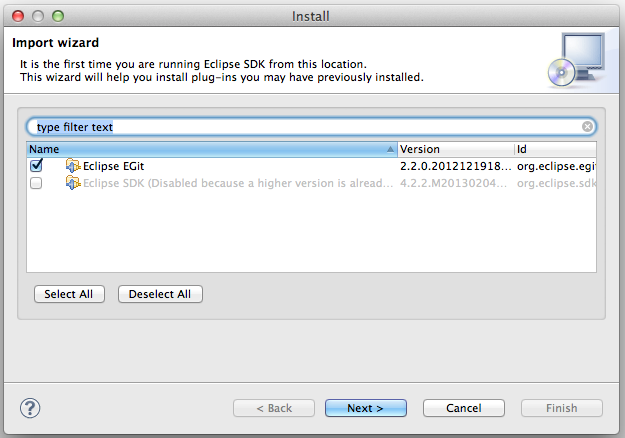 Install
Import wizard
It is the first time you are running Eclipse SDK from this location.
This wizard will help you install plug-ins you may have previously installed.
type filter text
Name Version Id
Eclipse EGit 2.2.0.2012121918... org.eclipse.egit
Eclipse SDK (Disabled because a higher version is alread... 4.2.2.M20130204... org.eclipse.sdk
Select All Deselect All
? < Back Next > Cancel Finish